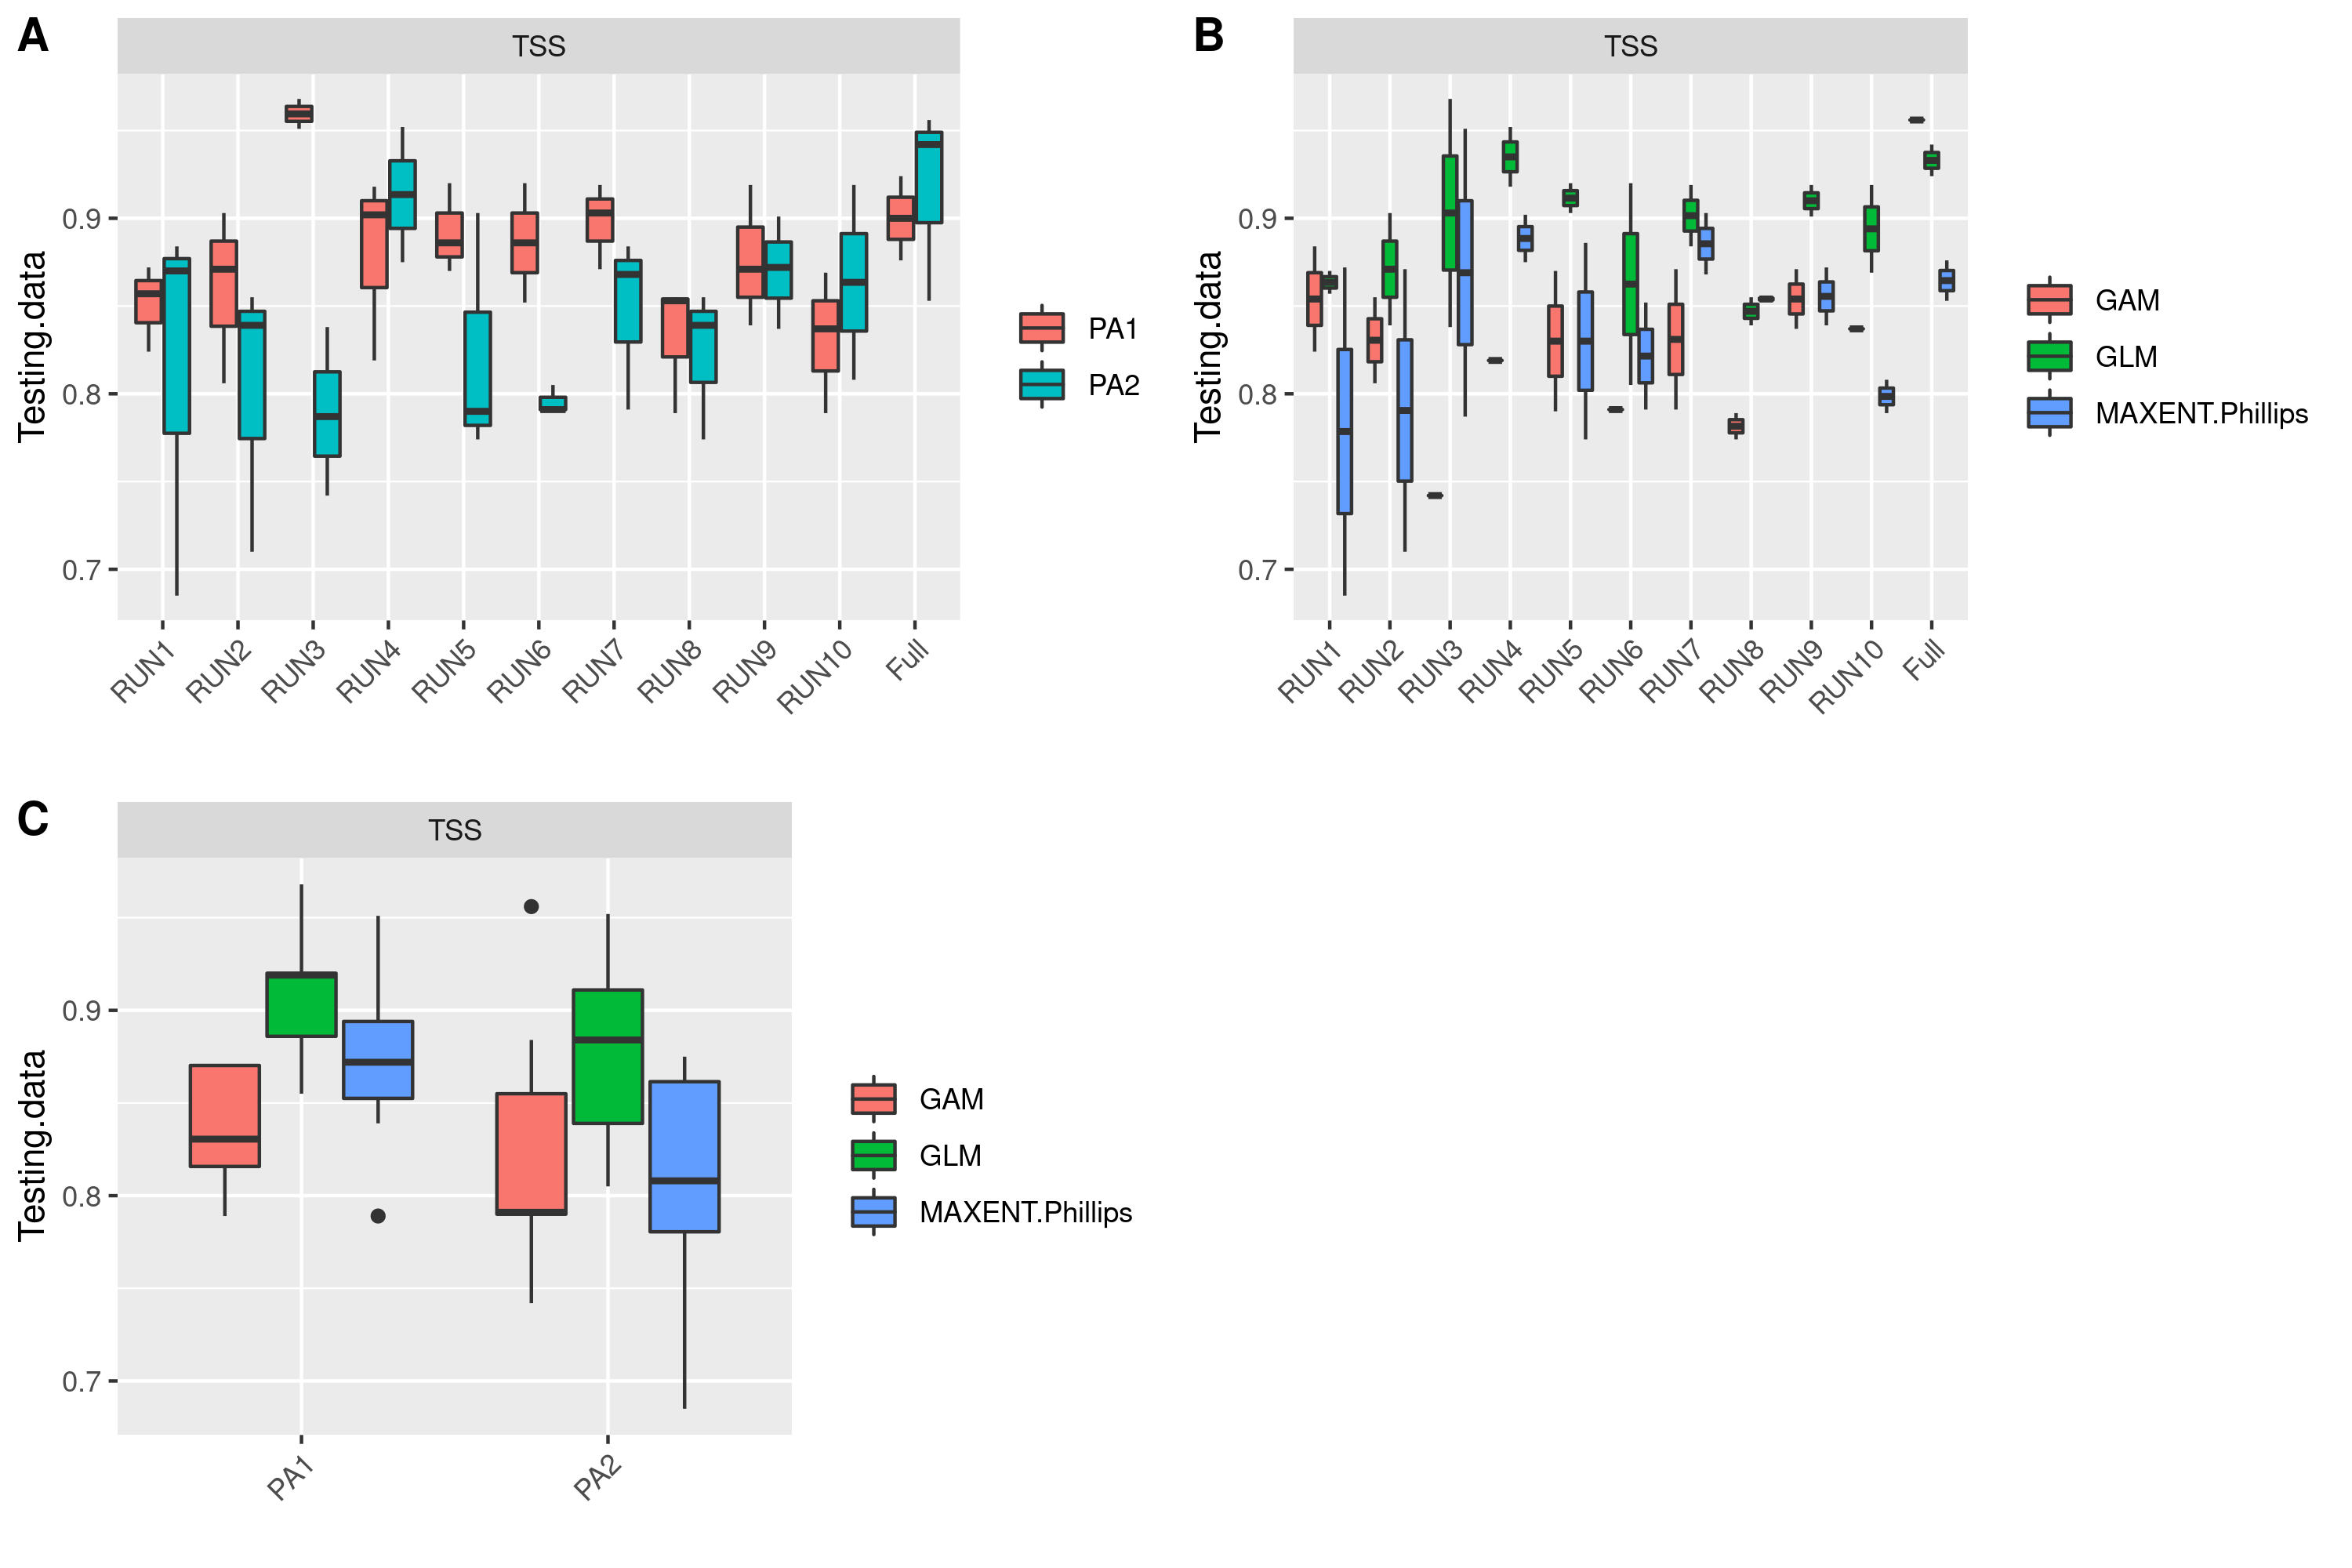 A
TSS
Testing.data
0.9
0.8
0.7
RUN1
RUN2
RUN3
RUN4
RUN5
RUN6
RUN7
RUN8
RUN9
RUN10
Full
PA1
PA2
B
TSS
Testing.data
0.9
0.8
0.7
RUN1
RUN2
RUN3
RUN4
RUN5
RUN6
RUN7
RUN8
RUN9
RUN10
Full
GAM
GLM
MAXENT.Phillips
C
TSS
Testing.data
0.9
0.8
0.7
PA1
PA2
GAM
GLM
MAXENT.Phillips